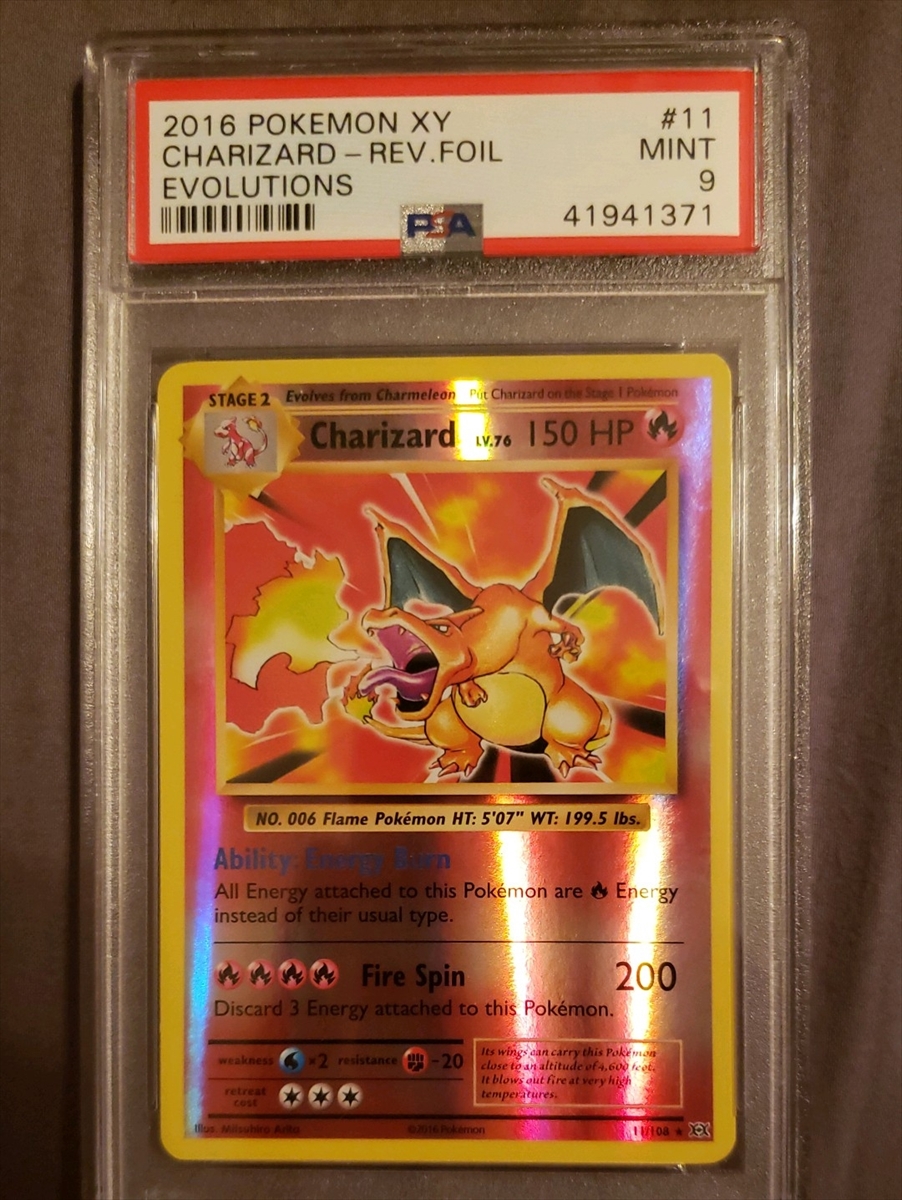 2016 POKEMON XY #11
CHARIZARD - REV.FOIL MINT
EVOLUTIONS 9
PSA 41941371
STAGE 2 Evolves from Charmeleon Put Charizard on the Stage 1 Pokémon
Charizard LV.76 150 HP
NO. 006 Flame Pokémon HT: 5'07" WT: 199.5 lbs.
Ability: Energy Burn
All Energy attached to this Pokémon are Energy
instead of their usual type.
Fire Spin 200
Discard 3 Energy attached to this Pokémon.
weakness ×2 resistance -20
retreat
cost
Its wings can carry this Pokémon
close to an altitude of 4,600 feet.
It blows out fire at very high
temperatures.
Illus. Mitsuhiro Arita ©2016 Pokémon 11/108